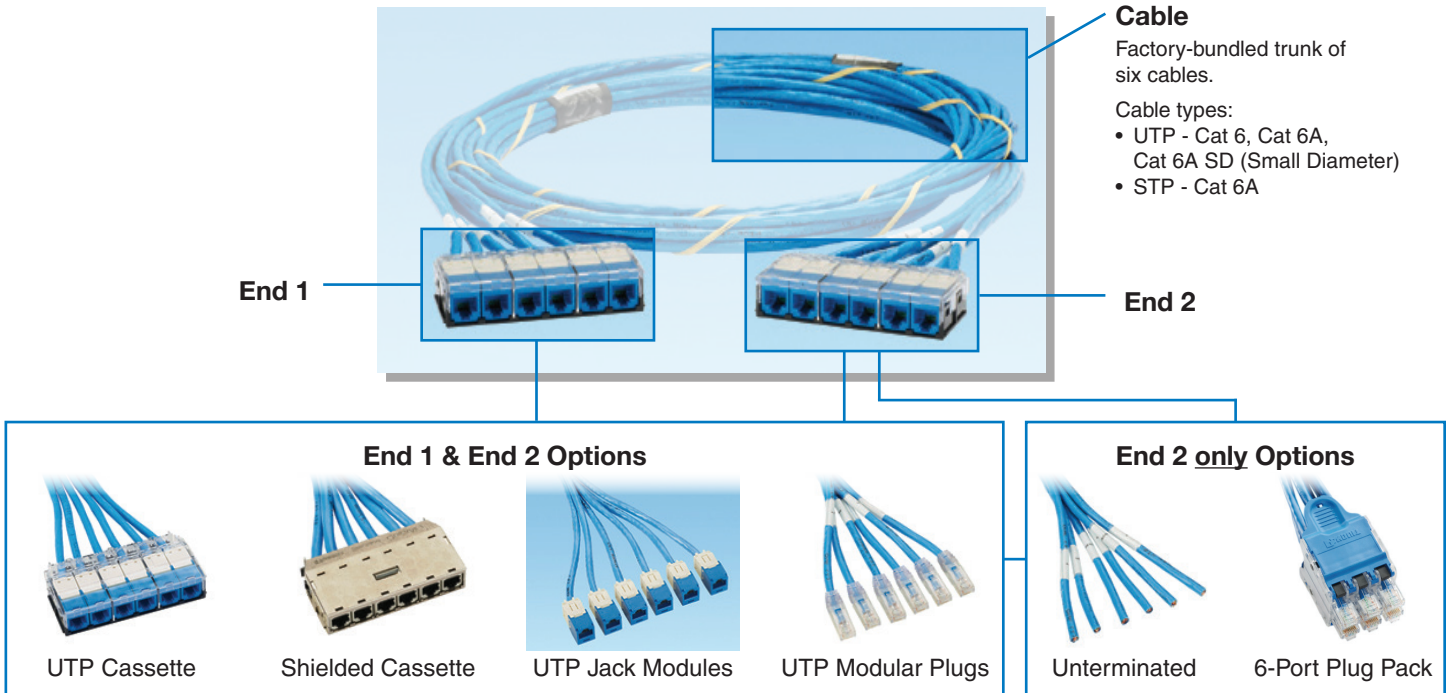 Cable
Factory-bundled trunk of
six cables.
Cable types:
• UTP - Cat 6, Cat 6A,
Cat 6A SD (Small Diameter)
• STP - Cat 6A
End 1
End 2
End 1 & End 2 Options
UTP Cassette
Shielded Cassette
UTP Jack Modules
UTP Modular Plugs
End 2 only Options
Unterminated
6-Port Plug Pack